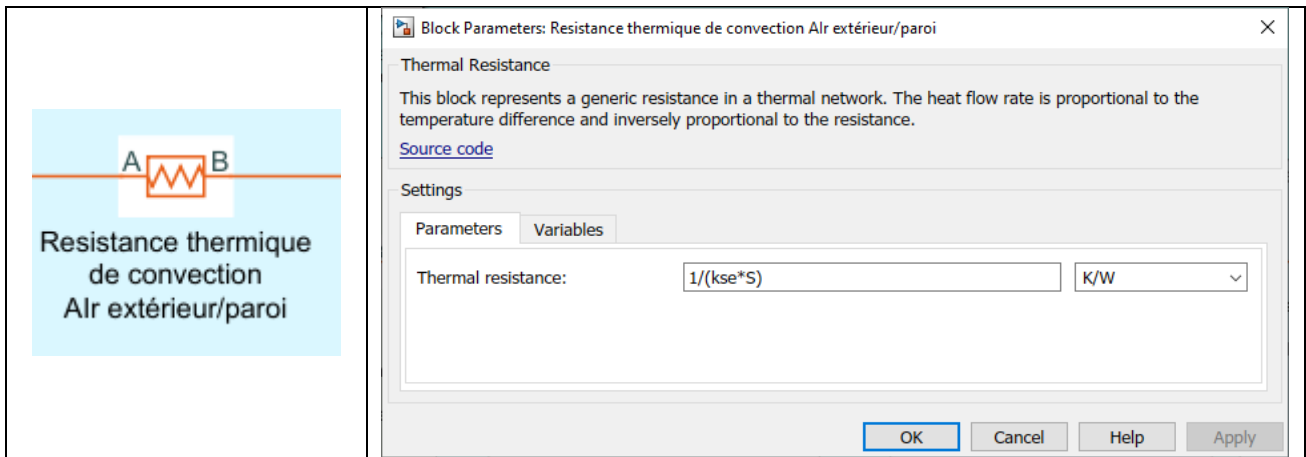 A B
Resistance thermique
de convection
AIr extérieur/paroi
Block Parameters: Resistance thermique de convection AIr extérieur/paroi
Thermal Resistance
This block represents a generic resistance in a thermal network. The heat flow rate is proportional to the
temperature difference and inversely proportional to the resistance.
Source code
Settings
Parameters Variables
Thermal resistance: 1/(kse*S) K/W
OK Cancel Help Apply